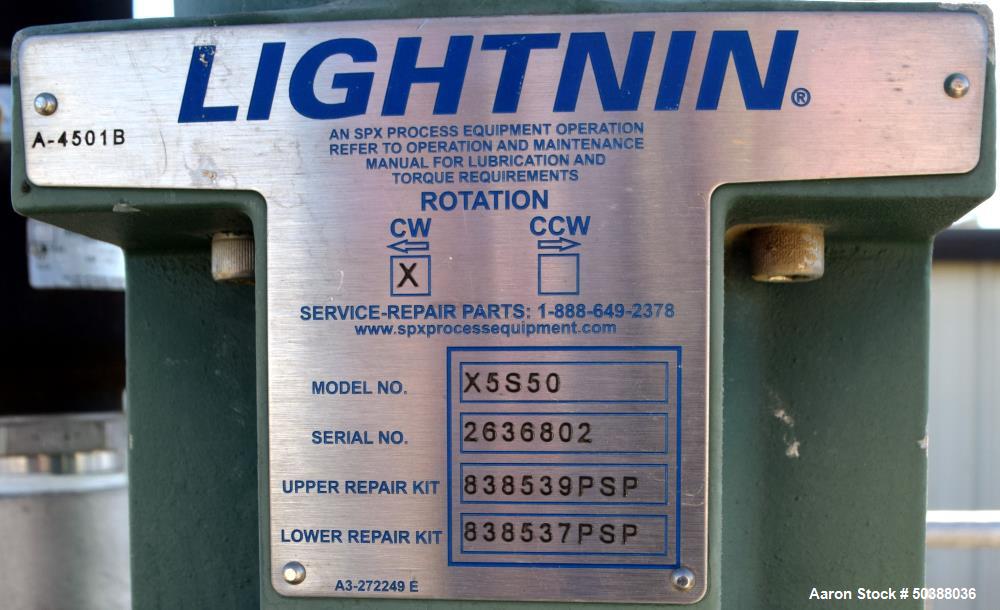 LIGHTNIN®
A-4501B
AN SPX PROCESS EQUIPMENT OPERATION
REFER TO OPERATION AND MAINTENANCE
MANUAL FOR LUBRICATION AND
TORQUE REQUIREMENTS
ROTATION
CW CCW
X
SERVICE-REPAIR PARTS: 1-888-649-2378
www.spxprocessequipment.com
MODEL NO. X5S50
SERIAL NO. 2636802
UPPER REPAIR KIT 838539PSP
LOWER REPAIR KIT 838537PSP
A3-272249 E
Aaron Stock # 50388036